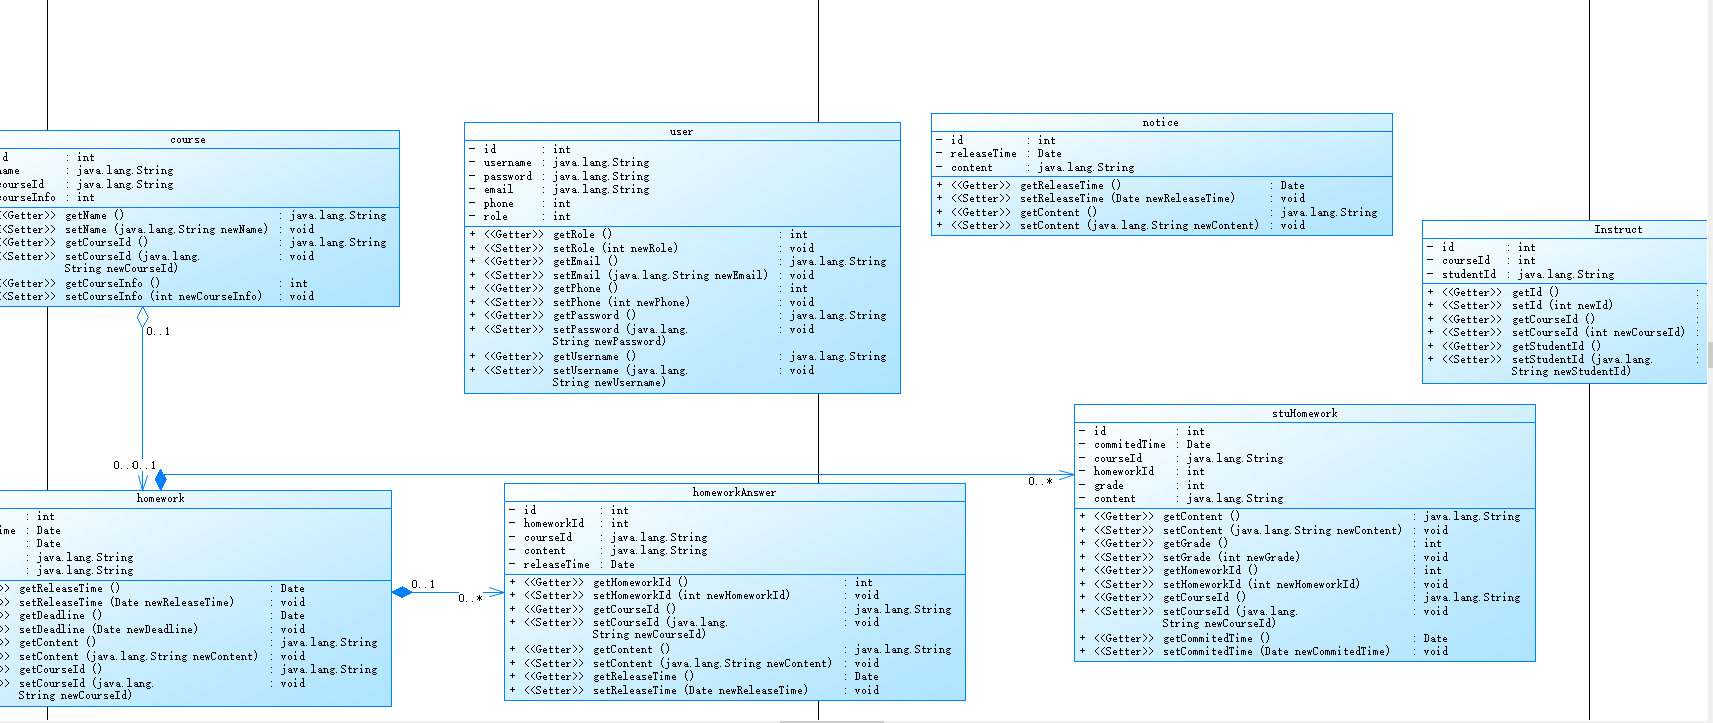 course
d : int
ame : java.lang.String
courseId : java.lang.String
courseInfo : int
<<Getter>> getName () : java.lang.String
<<Setter>> setName (java.lang.String newName) : void
<<Getter>> getCourseId () : java.lang.String
<<Setter>> setCourseId (java.lang.
String newCourseId) : void
<<Getter>> getCourseInfo () : int
<<Setter>> setCourseInfo (int newCourseInfo) : void
user
- id : int
- username : java.lang.String
- password : java.lang.String
- email : java.lang.String
- phone : int
- role : int
+ <<Getter>> getRole () : int
+ <<Setter>> setRole (int newRole) : void
+ <<Getter>> getEmail () : java.lang.String
+ <<Setter>> setEmail (java.lang.String newEmail) : void
+ <<Getter>> getPhone () : int
+ <<Setter>> setPhone (int newPhone) : void
+ <<Getter>> getPassword () : java.lang.String
+ <<Setter>> setPassword (java.lang. : void
String newPassword)
+ <<Getter>> getUsername () : java.lang.String
+ <<Setter>> setUsername (java.lang. : void
String newUsername)
notice
- id : int
- releaseTime : Date
- content : java.lang.String
+ <<Getter>> getReleaseTime () : Date
+ <<Setter>> setReleaseTime (Date newReleaseTime) : void
+ <<Getter>> getContent () : java.lang.String
+ <<Setter>> setContent (java.lang.String newContent) : void
Instruct
- id : int
- courseId : int
- studentId : java.lang.String
+ <<Getter>> getId () :
+ <<Setter>> setId (int newId) :
+ <<Getter>> getCourseId () :
+ <<Setter>> setCourseId (int newCourseId) :
+ <<Getter>> getStudentId () :
+ <<Setter>> setStudentId (java.lang. :
String newStudentId)
0..1
0..0..1
0..*
homework
: int
ime : Date
: Date
: java.lang.String
: java.lang.String
>> getReleaseTime () : Date
>> setReleaseTime (Date newReleaseTime) : void
>> getDeadline () : Date
>> setDeadline (Date newDeadline) : void
>> getContent () : java.lang.String
>> setContent (java.lang.String newContent) : void
>> getCourseId () : java.lang.String
>> setCourseId (java.lang. : void
String newCourseId)
0..1
0..*
homeworkAnswer
- id : int
- homeworkId : int
- courseId : java.lang.String
- content : java.lang.String
- releaseTime : Date
+ <<Getter>> getHomeworkId () : int
+ <<Setter>> setHomeworkId (int newHomeworkId) : void
+ <<Getter>> getCourseId () : java.lang.String
+ <<Setter>> setCourseId (java.lang. : void
String newCourseId)
+ <<Getter>> getContent () : java.lang.String
+ <<Setter>> setContent (java.lang.String newContent) : void
+ <<Getter>> getReleaseTime () : Date
+ <<Setter>> setReleaseTime (Date newReleaseTime) : void
stuHomework
- id : int
- commitedTime : Date
- courseId : java.lang.String
- homeworkId : int
- grade : int
- content : java.lang.String
+ <<Getter>> getContent () : java.lang.String
+ <<Setter>> setContent (java.lang.String newContent) : void
+ <<Getter>> getGrade () : int
+ <<Setter>> setGrade (int newGrade) : void
+ <<Getter>> getHomeworkId () : int
+ <<Setter>> setHomeworkId (int newHomeworkId) : void
+ <<Getter>> getCourseId () : java.lang.String
+ <<Setter>> setCourseId (java.lang. : void
String newCourseId)
+ <<Getter>> getCommitedTime () : Date
+ <<Setter>> setCommitedTime (Date newCommitedTime) : void